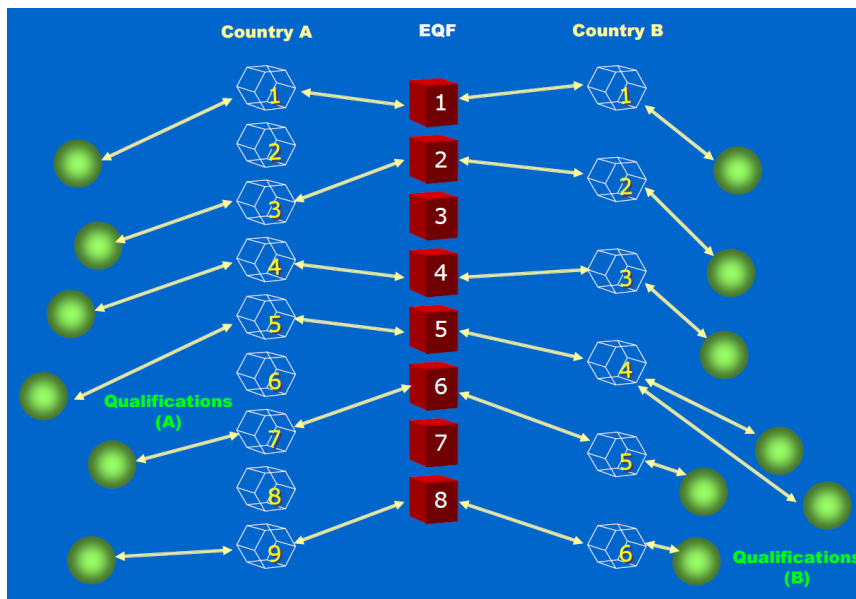 Country A EQF Country B
1 1 1
2 2 2
3 3 3
4 4
5 5 4
6 6
Qualifications
(A)
7 7 5
8 8
9 6
Qualifications
(B)